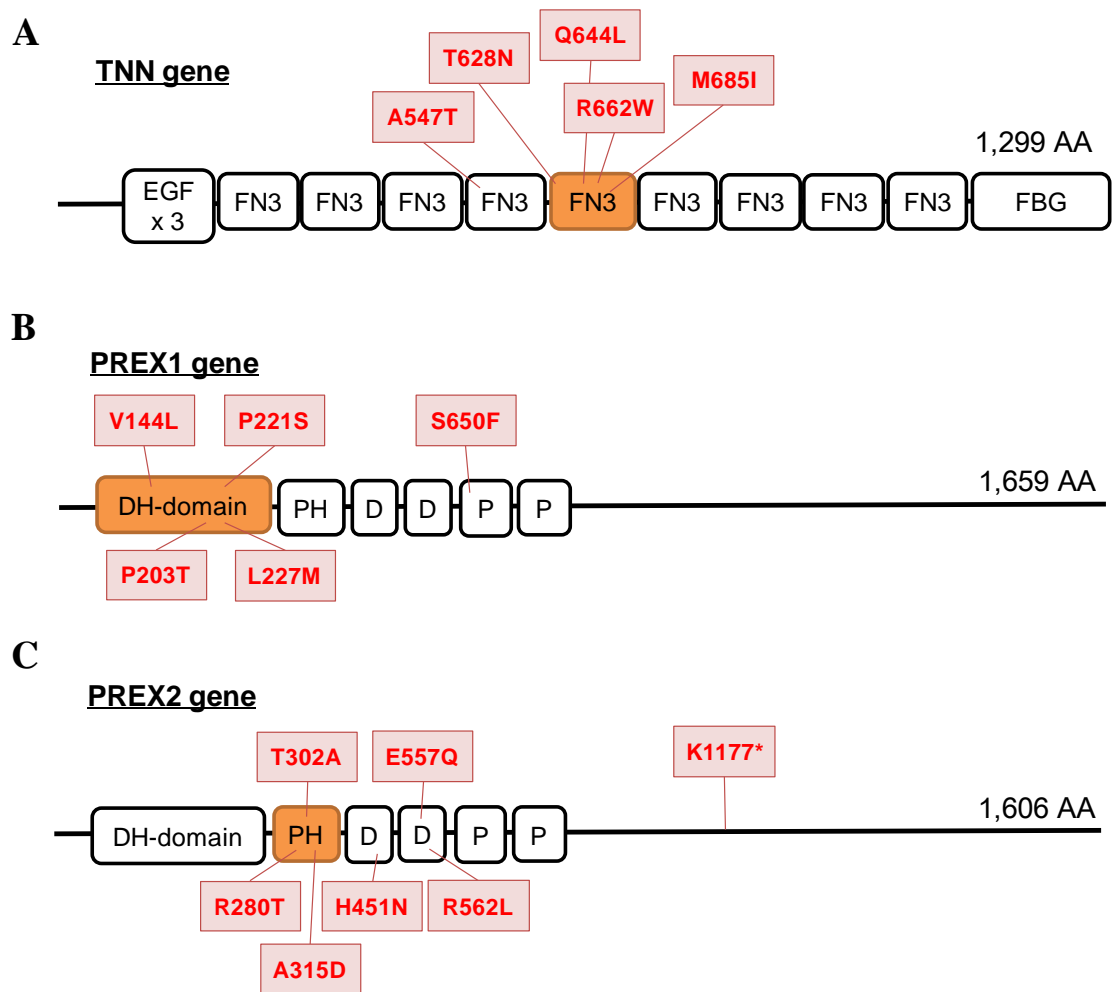 A
TNN gene
T628N
Q644L
M685I
A547T
R662W
1,299 AA
EGF
x 3
FN3
FN3
FN3
FN3
FN3
FN3
FN3
FN3
FN3
FBG
B
PREX1 gene
V144L
P221S
S650F
1,659 AA
DH-domain
PH
D
D
P
P
P203T
L227M
C
PREX2 gene
T302A
E557Q
K1177*
1,606 AA
DH-domain
PH
D
D
P
P
R280T
H451N
R562L
A315D